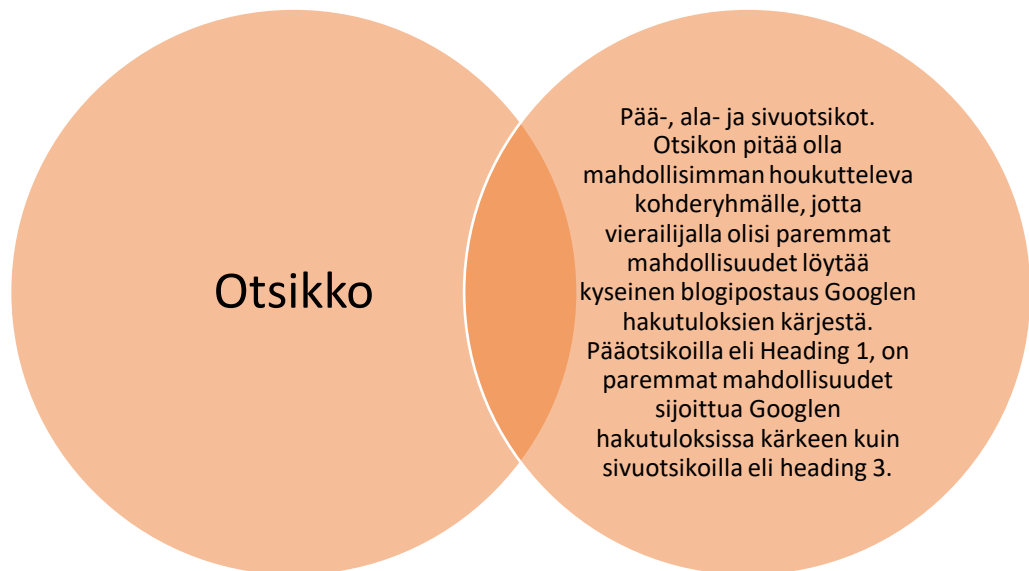 Otsikko
Pää-, ala- ja sivuotsikot.
Otsikon pitää olla
mahdollisimman houkutteleva
kohderyhmälle, jotta
vierailijalla olisi paremmat
mahdollisuudet löytää
kyseinen blogipostaus Googlen
hakutuloksien kärjestä.
Pääotsikoilla eli Heading 1, on
paremmat mahdollisuudet
sijoittua Googlen
hakutuloksissa kärkeen kuin
sivuotsikoilla eli heading 3.